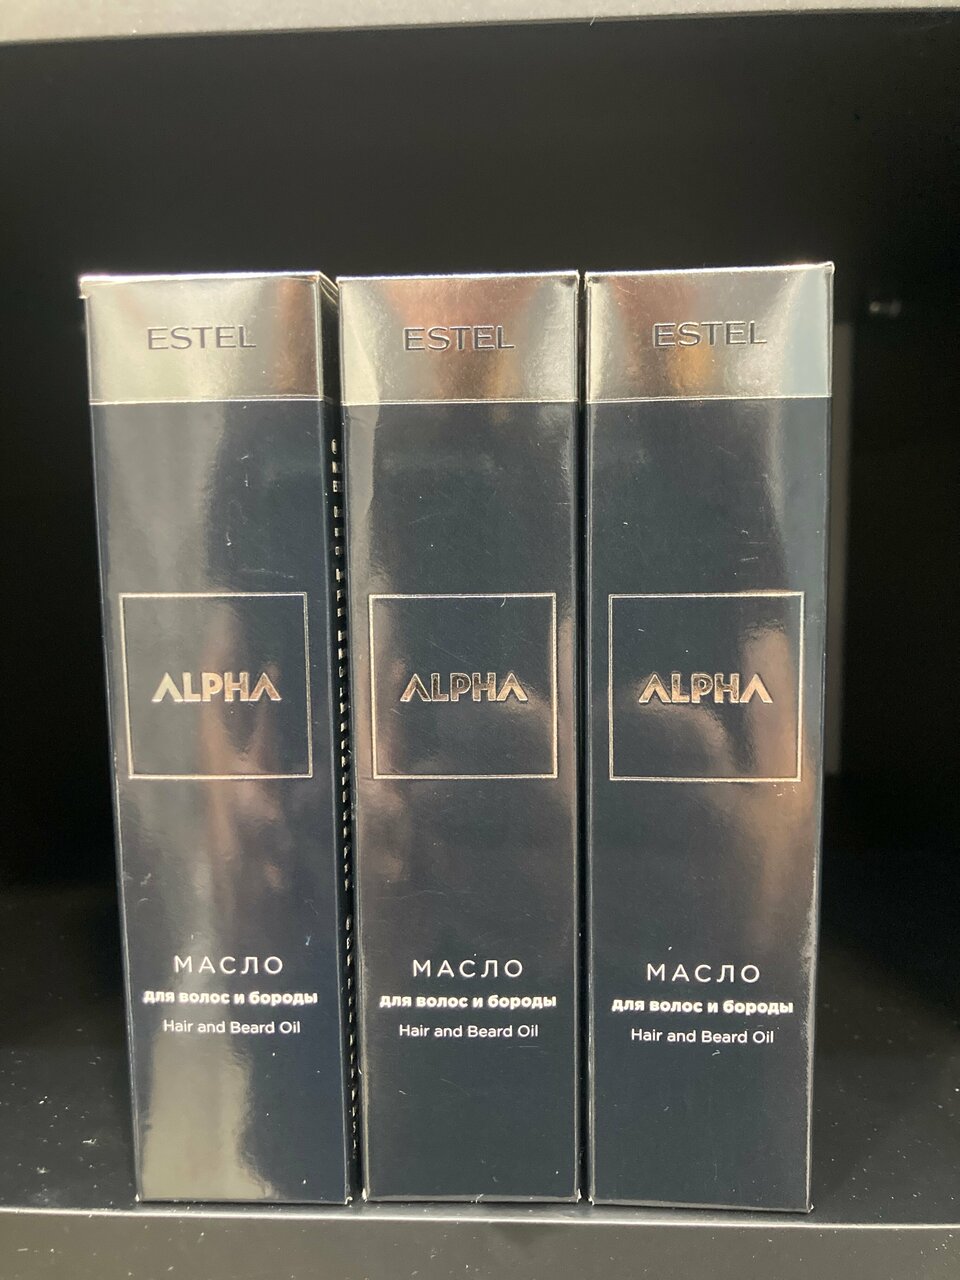 ESTEL
ALPHA
МАСЛО
для волос и бороды
Hair and Beard Oil
ESTEL
ALPHA
МАСЛО
для волос и бороды
Hair and Beard Oil
ESTEL
ALPHA
МАСЛО
для волос и бороды
Hair and Beard Oil